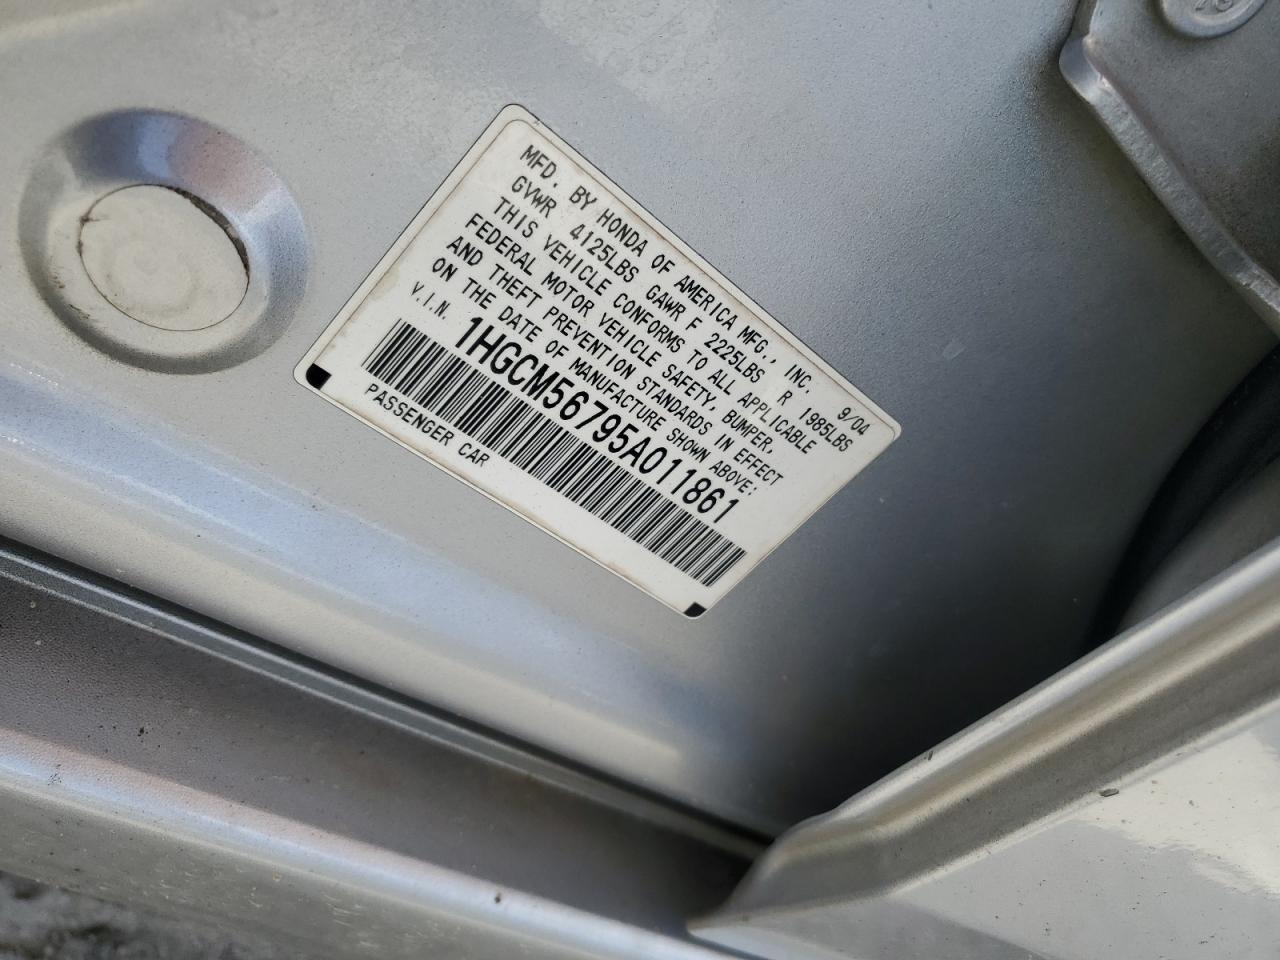 MFD. BY HONDA OF AMERICA MFG., INC. 9/04
GVWR 4125LBS GAWR F 2225LBS R 1985LBS
THIS VEHICLE CONFORMS TO ALL APPLICABLE
FEDERAL MOTOR VEHICLE SAFETY, BUMPER,
AND THEFT PREVENTION STANDARDS IN EFFECT
ON THE DATE OF MANUFACTURE SHOWN ABOVE:
V.I.N. 1HGCM56795A011861
PASSENGER CAR